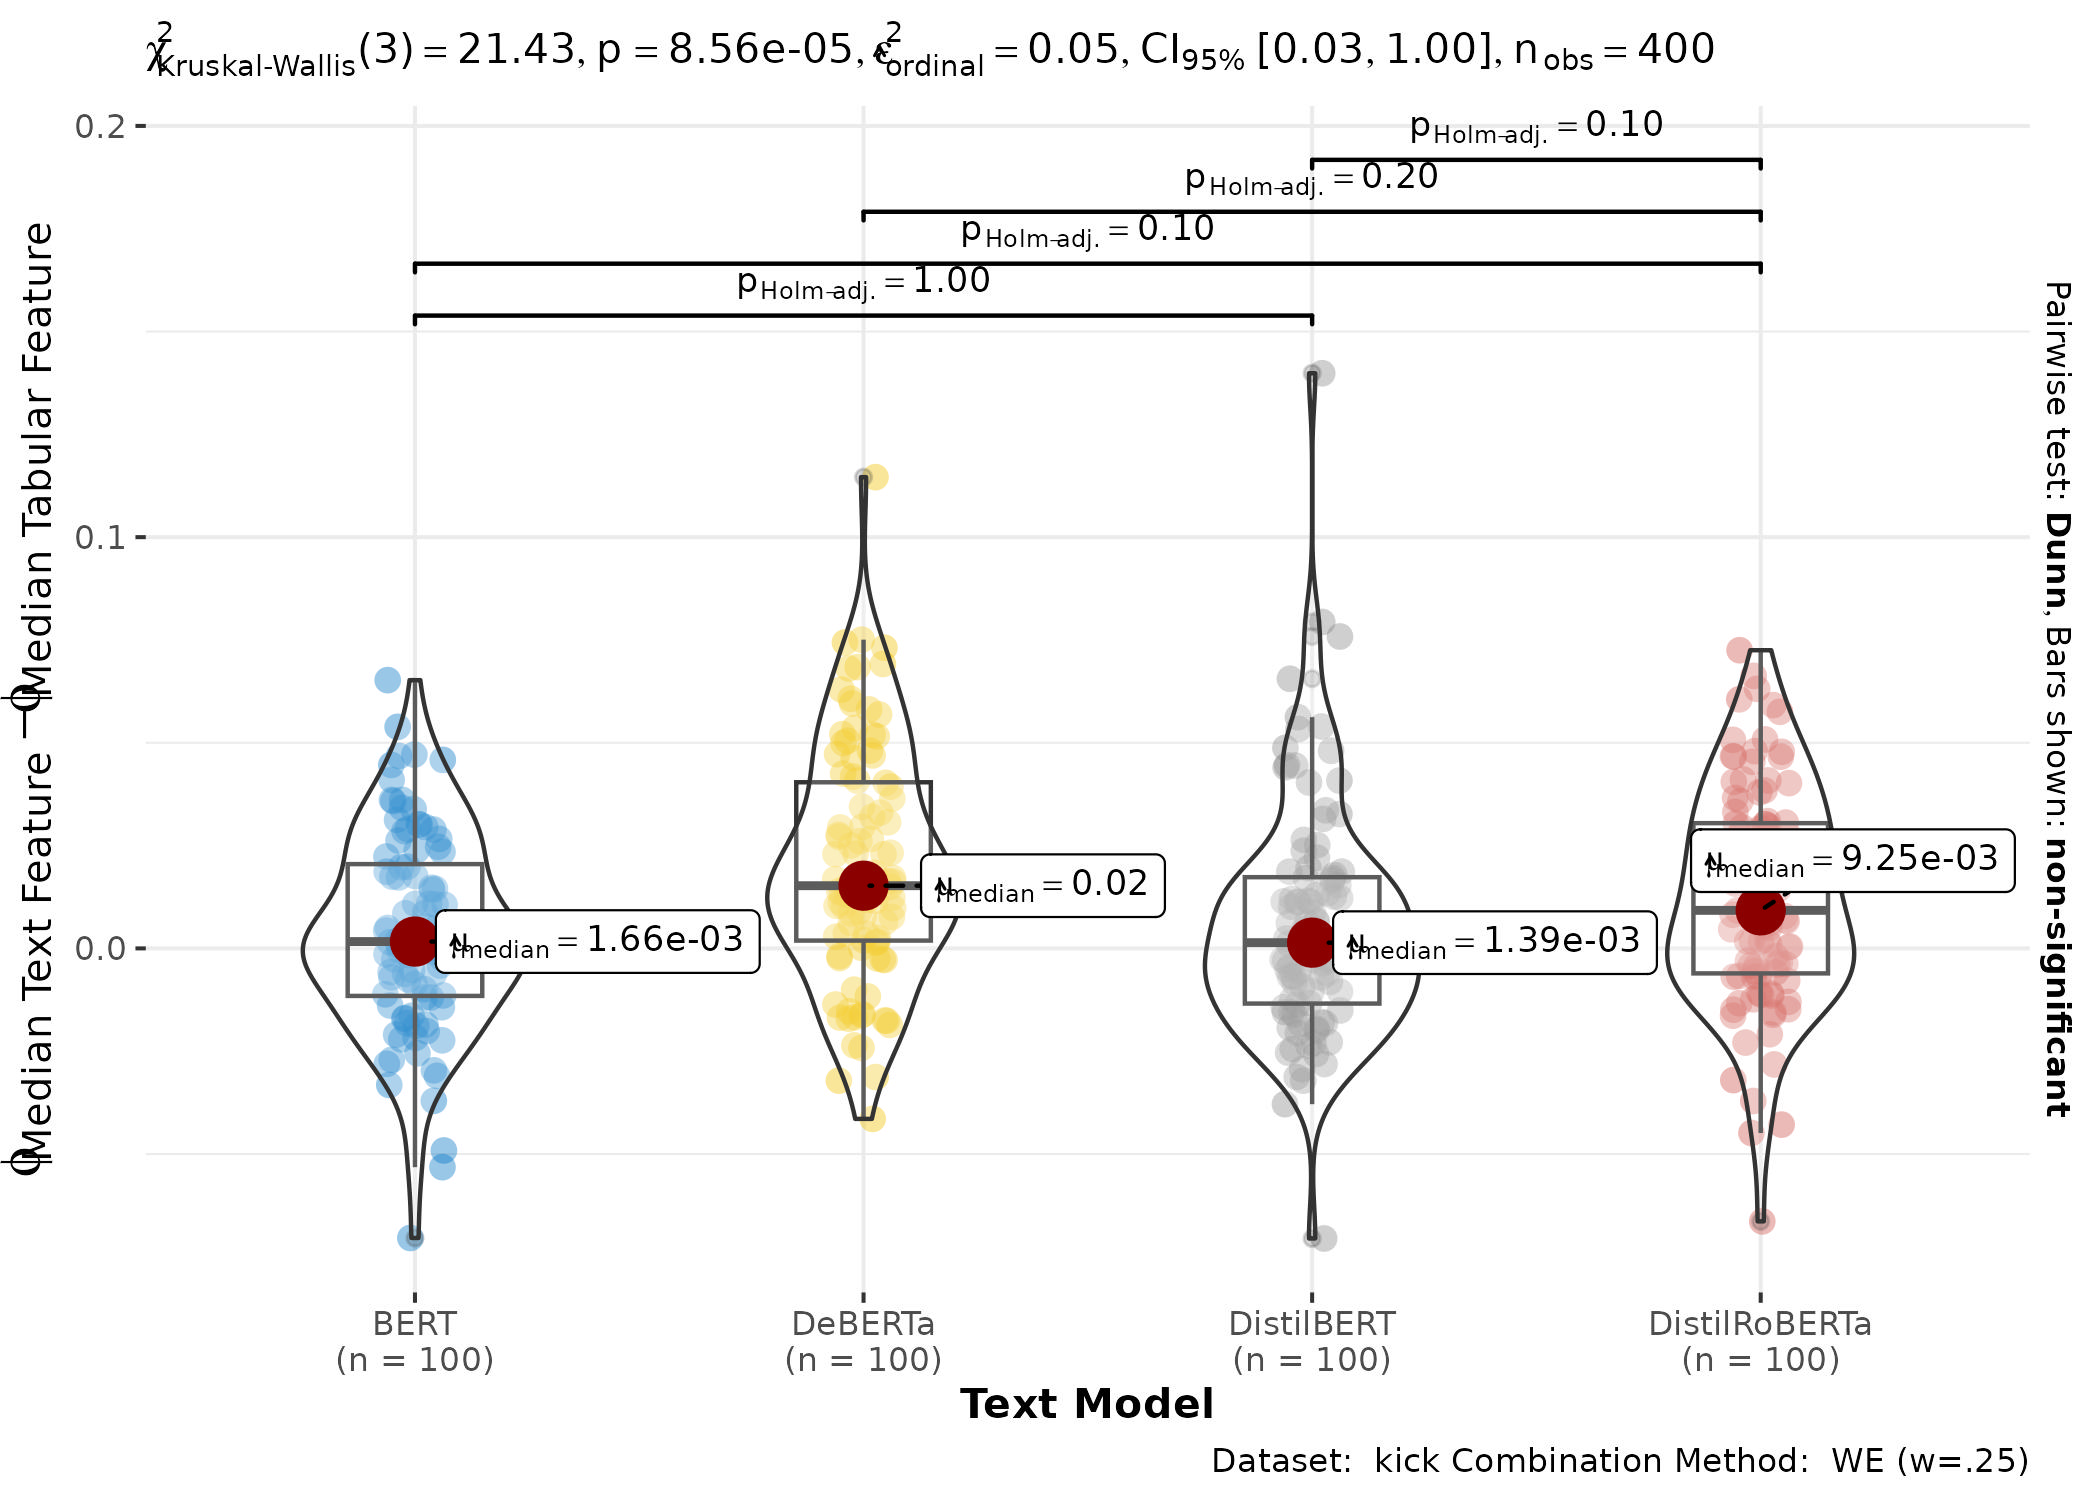 χ²Kruskal-Wallis(3) = 21.43, p = 8.56e-05, ε²ordinal = 0.05, CI95% [0.03, 1.00], nobs = 400
pHolm-adj. = 0.10
pHolm-adj. = 0.20
pHolm-adj. = 0.10
pHolm-adj. = 1.00
0.2
0.1
0.0
ϕMedian Text Feature − ϕMedian Tabular Feature
Pairwise test: Dunn, Bars shown: non-significant
μ̂median = 1.66e-03
μ̂median = 0.02
μ̂median = 1.39e-03
μ̂median = 9.25e-03
BERT
(n = 100)
DeBERTa
(n = 100)
DistilBERT
(n = 100)
DistilRoBERTa
(n = 100)
Text Model
Dataset:  kick Combination Method:  WE (w=.25)